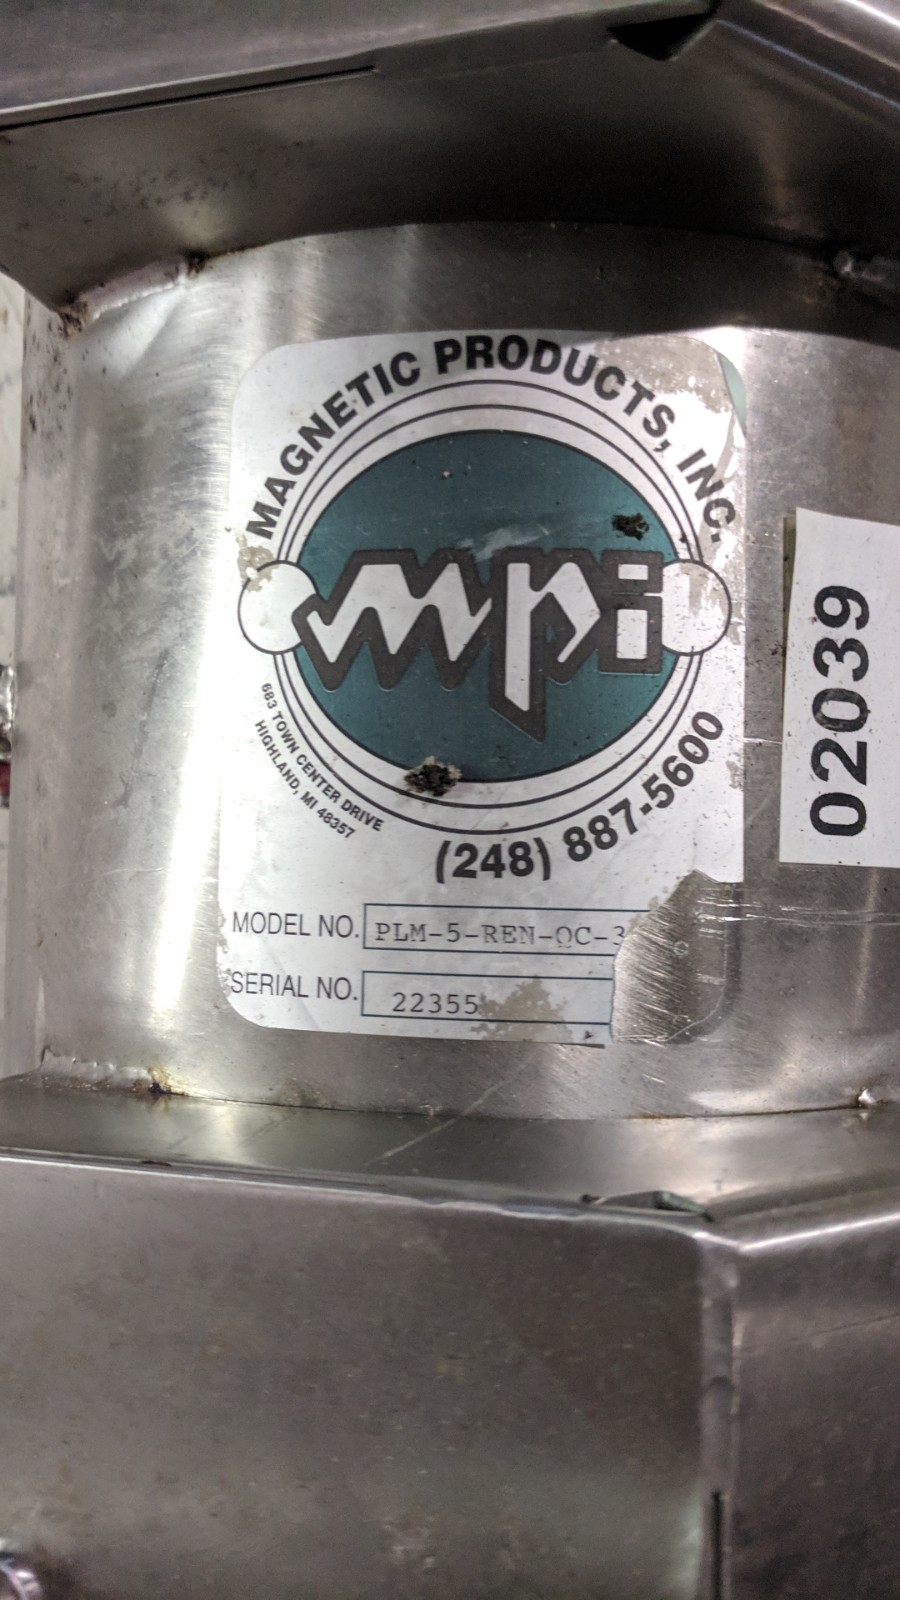 MAGNETIC PRODUCTS, INC.
mpi
683 TOWN CENTER DRIVE
HIGHLAND, MI 48357
(248) 887-5600
MODEL NO. PLM-5-REN-QC-3
SERIAL NO. 22355
02039